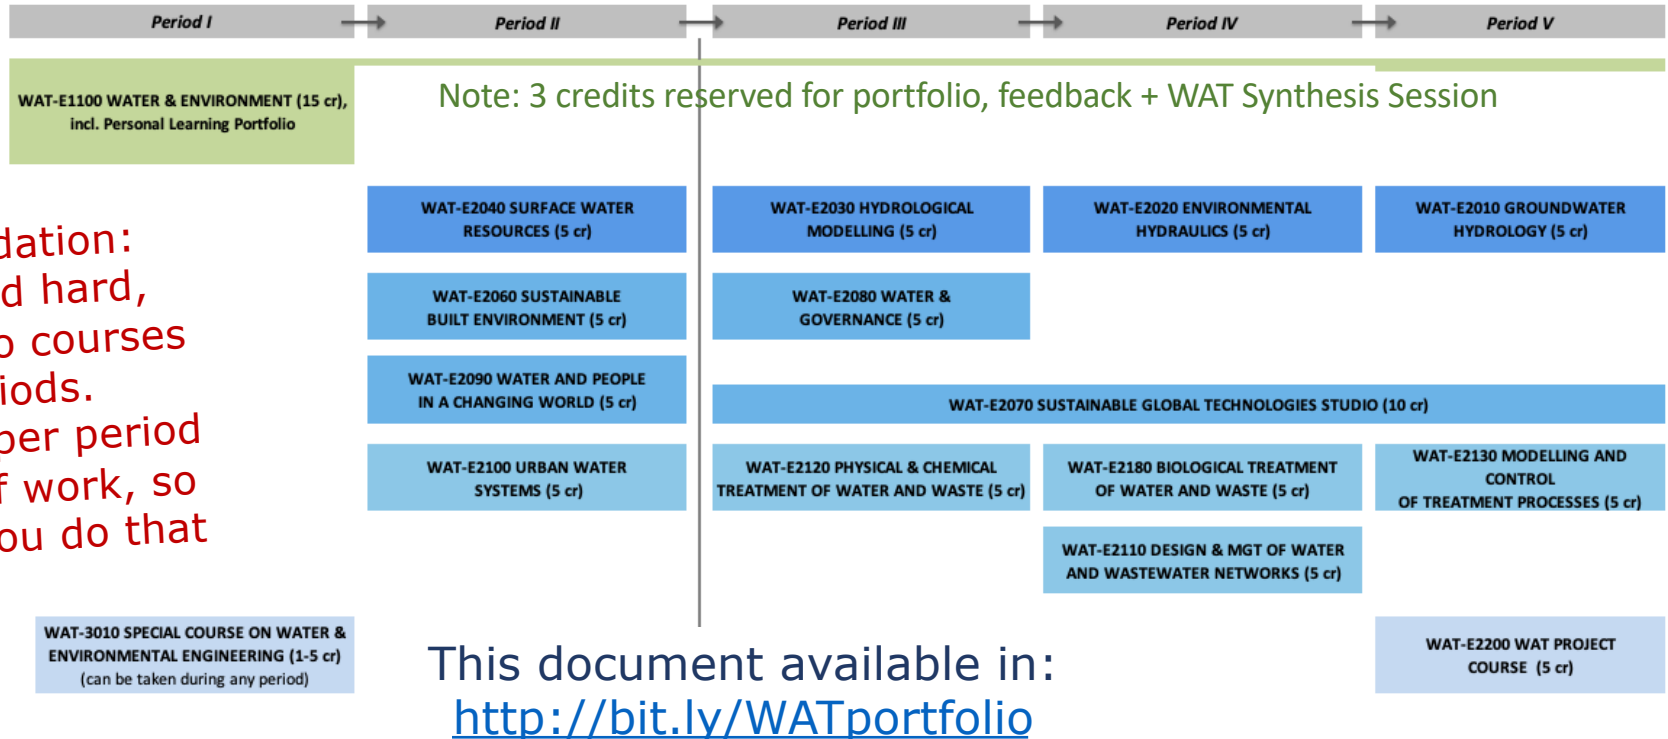 Period I
Period II
Period III
Period IV
Period V
WAT-E1100 WATER & ENVIRONMENT (15 cr),
incl. Personal Learning Portfolio
Note: 3 credits reserved for portfolio, feedback + WAT Synthesis Session
WAT-E2040 SURFACE WATER
RESOURCES (5 cr)
WAT-E2030 HYDROLOGICAL
MODELLING (5 cr)
WAT-E2020 ENVIRONMENTAL
HYDRAULICS (5 cr)
WAT-E2010 GROUNDWATER
HYDROLOGY (5 cr)
dation:
d hard,
o courses
iods.
per period
f work, so
ou do that
WAT-E2060 SUSTAINABLE
BUILT ENVIRONMENT (5 cr)
WAT-E2080 WATER &
GOVERNANCE (5 cr)
WAT-E2090 WATER AND PEOPLE
IN A CHANGING WORLD (5 cr)
WAT-E2070 SUSTAINABLE GLOBAL TECHNOLOGIES STUDIO (10 cr)
WAT-E2100 URBAN WATER
SYSTEMS (5 cr)
WAT-E2120 PHYSICAL & CHEMICAL
TREATMENT OF WATER AND WASTE (5 cr)
WAT-E2180 BIOLOGICAL TREATMENT
OF WATER AND WASTE (5 cr)
WAT-E2130 MODELLING AND
CONTROL
OF TREATMENT PROCESSES (5 cr)
WAT-E2110 DESIGN & MGT OF WATER
AND WASTEWATER NETWORKS (5 cr)
WAT-3010 SPECIAL COURSE ON WATER &
ENVIRONMENTAL ENGINEERING (1-5 cr)
(can be taken during any period)
This document available in:
http://bit.ly/WATportfolio
WAT-E2200 WAT PROJECT
COURSE (5 cr)